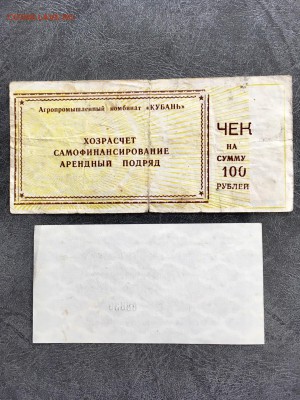 Агропромышленный комбинат «КУБАНЬ»
ХОЗРАСЧЕТ
САМОФИНАНСИРОВАНИЕ
АРЕНДНЫЙ ПОДРЯД
ЧЕК
НА
СУММУ
100
РУБЛЕЙ